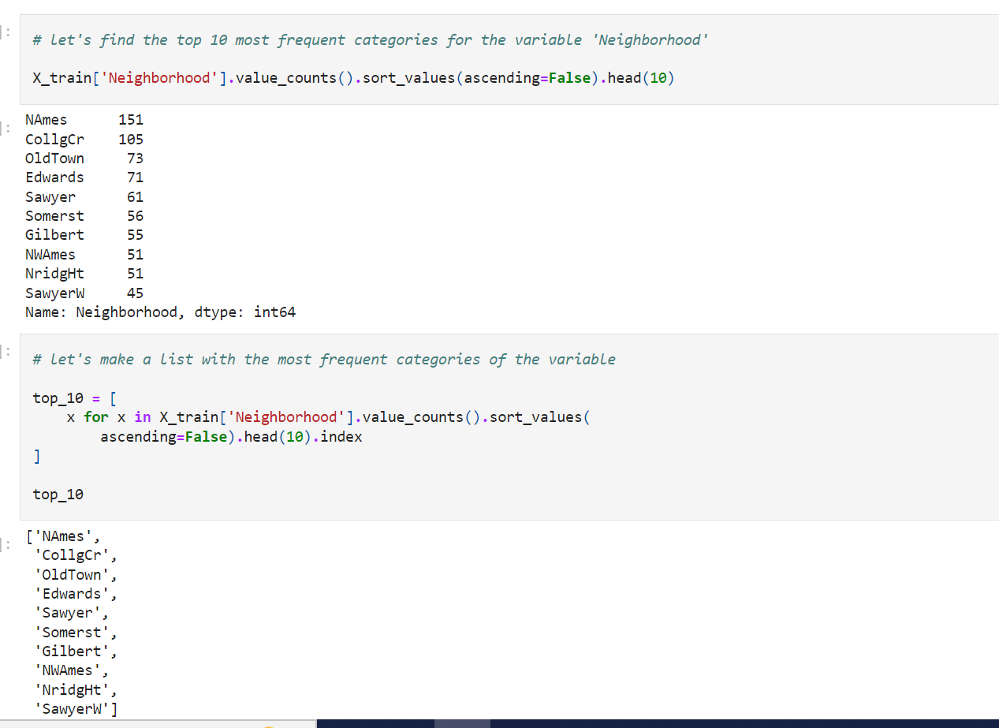 ]:
# let's find the top 10 most frequent categories for the variable 'Neighborhood'
X_train['Neighborhood'].value_counts().sort_values(ascending=False).head(10)
]:
NAmes      151
CollgCr    105
OldTown     73
Edwards     71
Sawyer      61
Somerst     56
Gilbert     55
NWAmes      51
NridgHt     51
SawyerW     45
Name: Neighborhood, dtype: int64
]:
# let's make a list with the most frequent categories of the variable
top_10 = [
    x for x in X_train['Neighborhood'].value_counts().sort_values(
        ascending=False).head(10).index
]
top_10
]:
['NAmes',
 'CollgCr',
 'OldTown',
 'Edwards',
 'Sawyer',
 'Somerst',
 'Gilbert',
 'NWAmes',
 'NridgHt',
 'SawyerW']